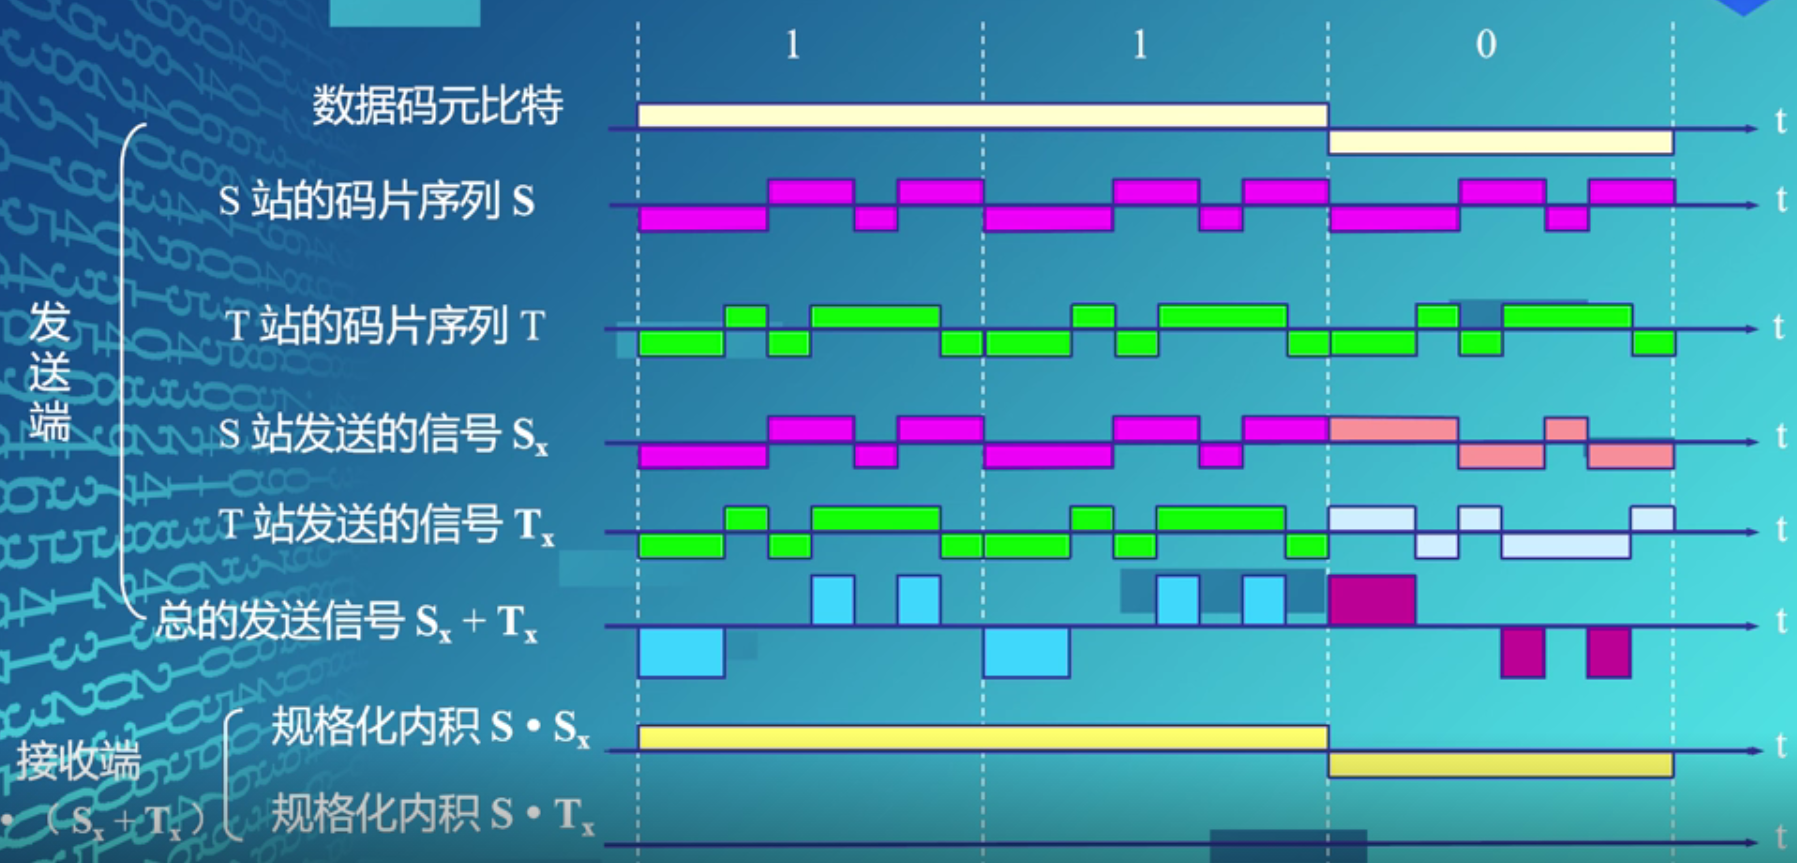 1 1 0
数据码元比特 t
S 站的码片序列 S t
T 站的码片序列 T t
发送端
S 站发送的信号 Sx t
T 站发送的信号 Tx t
总的发送信号 Sx + Tx t
规格化内积 S • Sx t
接收端
• （Sx + Tx）
规格化内积 S • Tx t